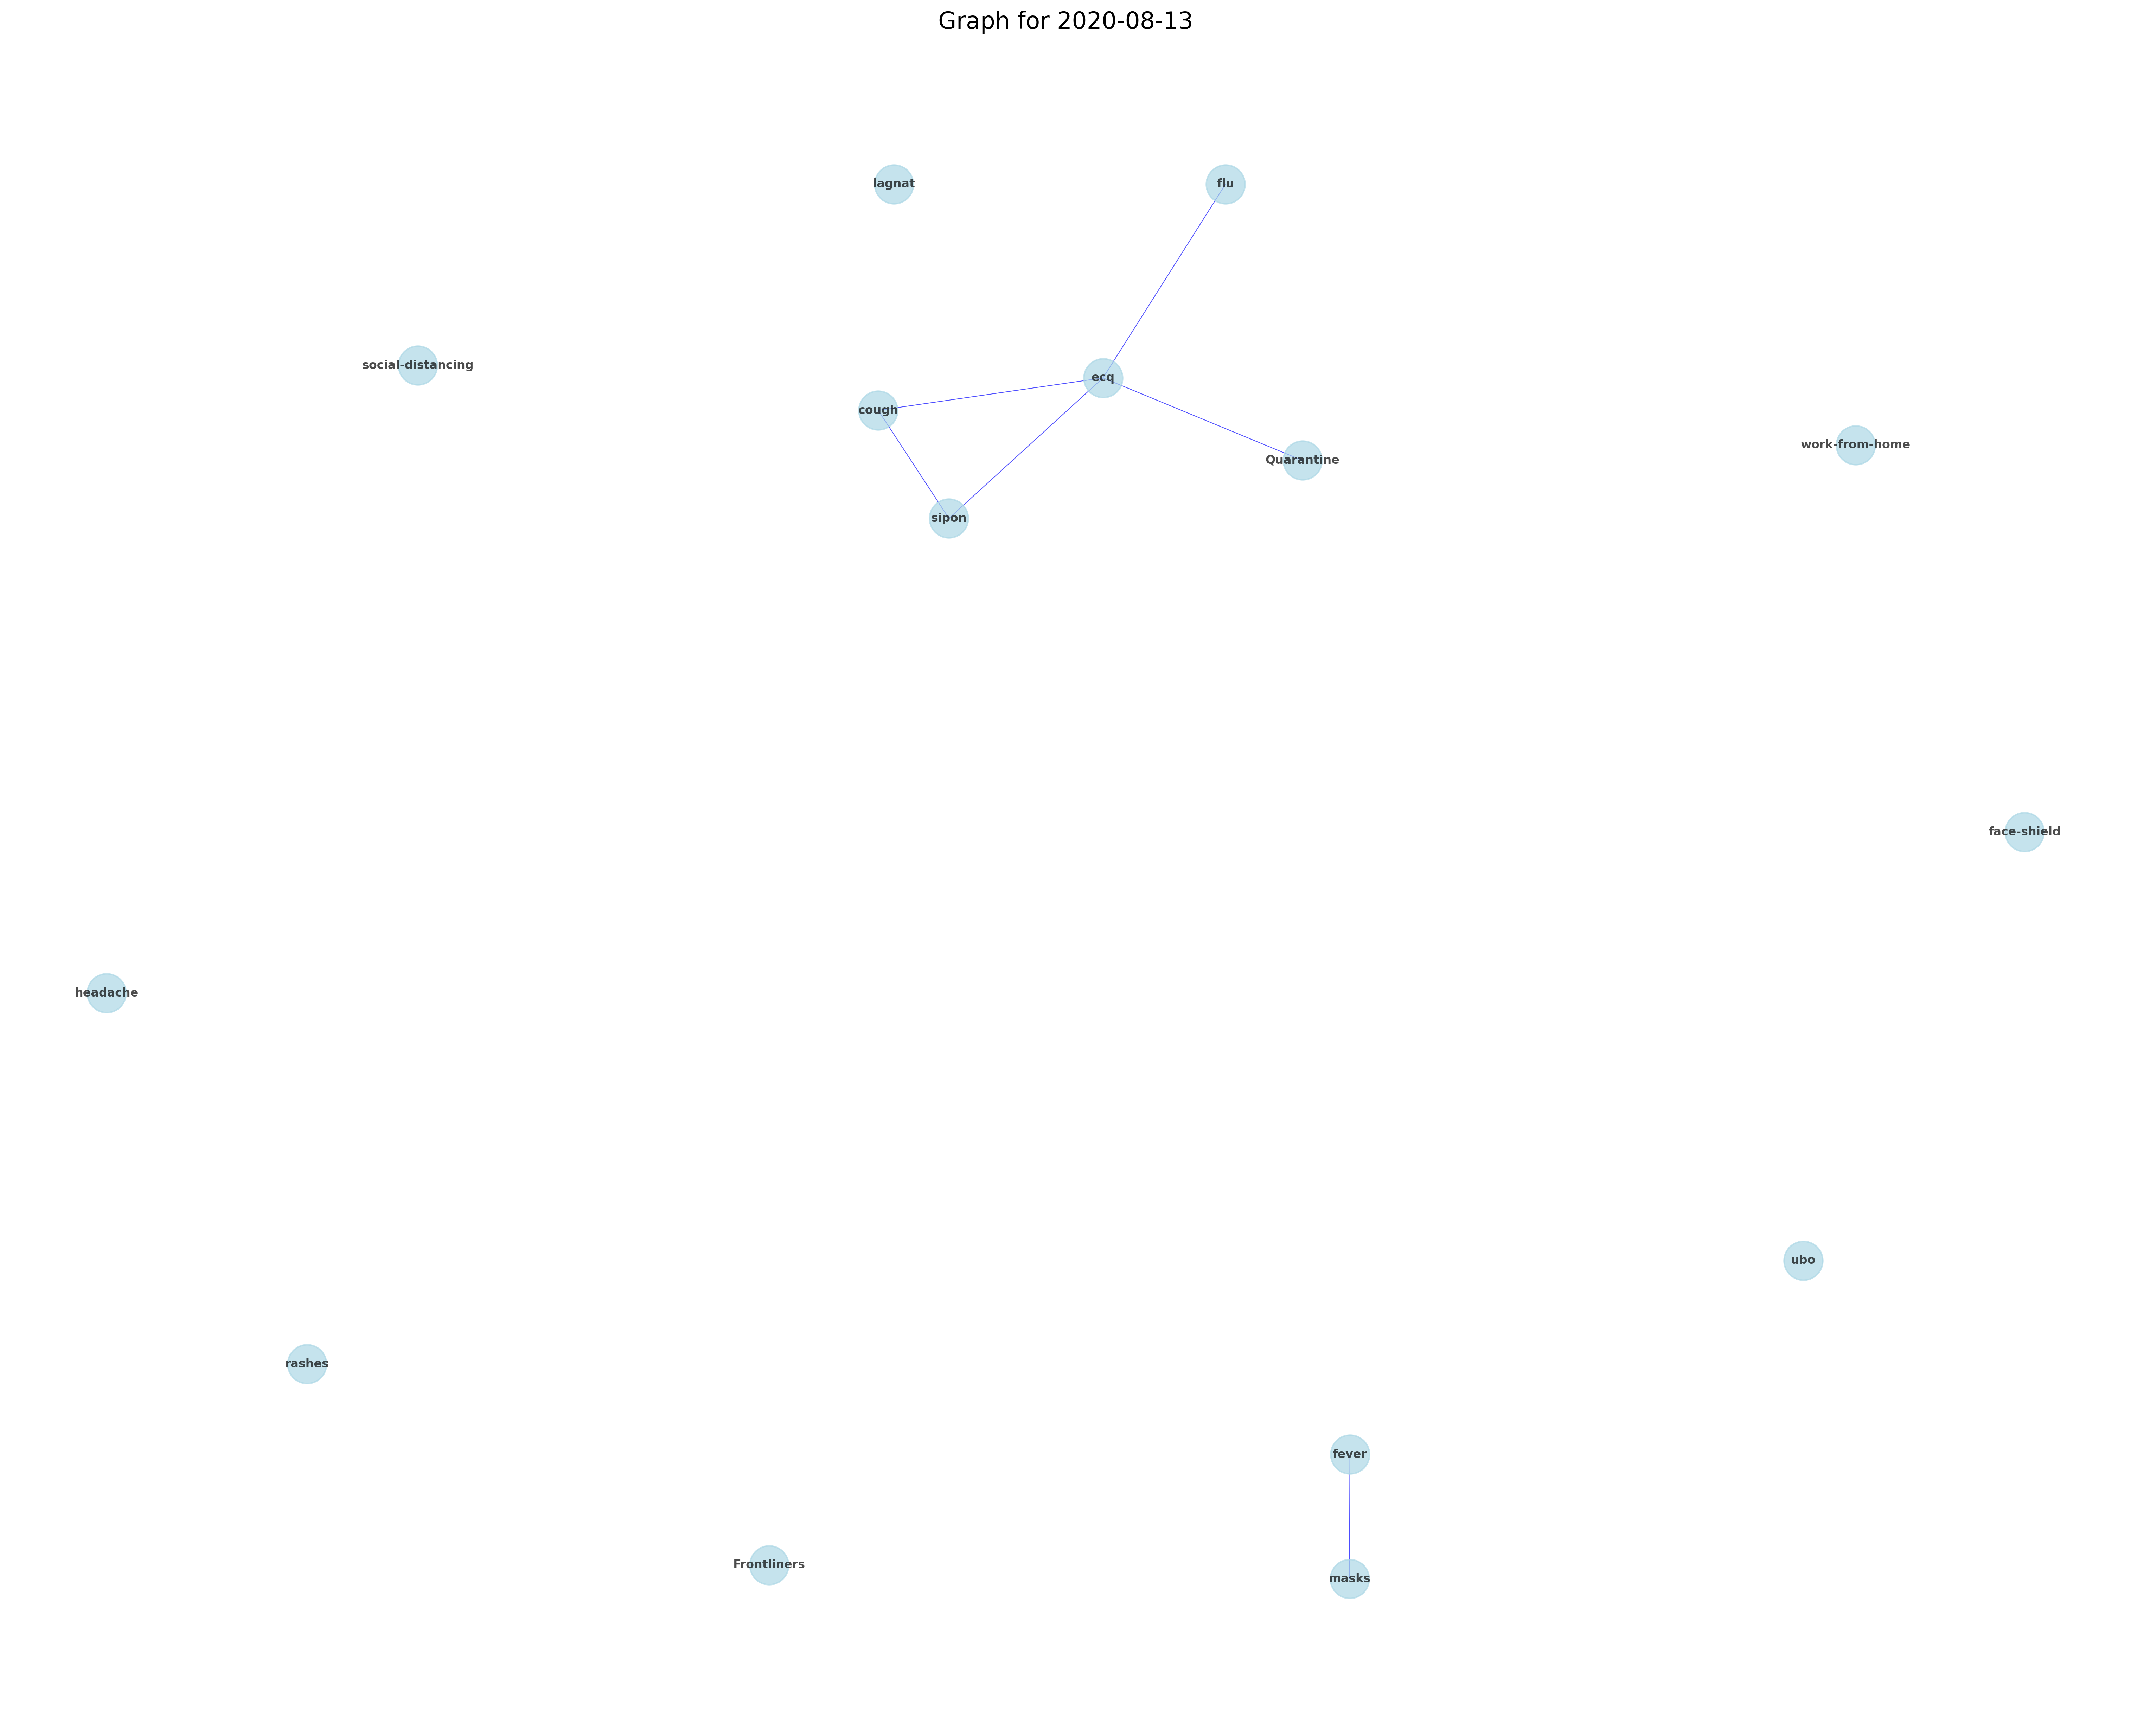 Graph for 2020-08-13
lagnat
flu
social-distancing
ecq
cough
work-from-home
Quarantine
sipon
face-shield
headache
ubo
rashes
fever
Frontliners
masks